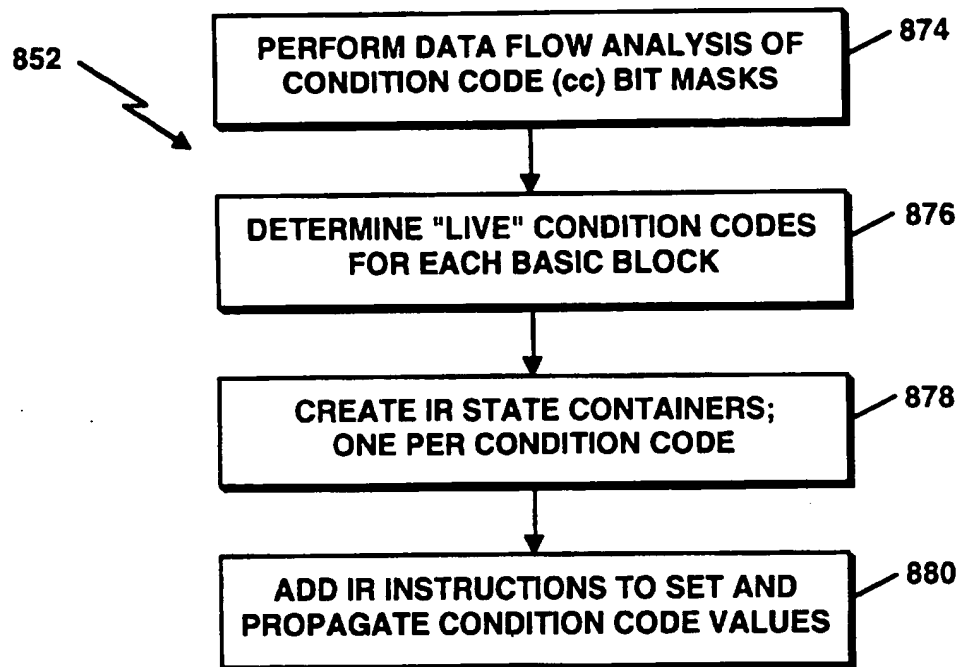 852
PERFORM DATA FLOW ANALYSIS OF
CONDITION CODE (cc) BIT MASKS
874
DETERMINE "LIVE" CONDITION CODES
FOR EACH BASIC BLOCK
876
CREATE IR STATE CONTAINERS;
ONE PER CONDITION CODE
878
ADD IR INSTRUCTIONS TO SET AND
PROPAGATE CONDITION CODE VALUES
880